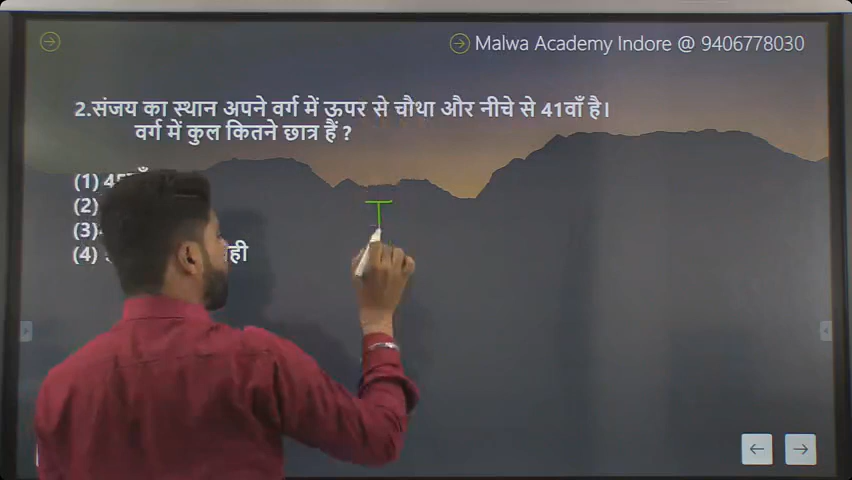 Malwa Academy Indore @ 9406778030
2.संजय का स्थान अपने वर्ग में ऊपर से चौथा और नीचे से 41वाँ है।
वर्ग में कुल कितने छात्र हैं ?
(1)
(2)
(3)
(4)
T